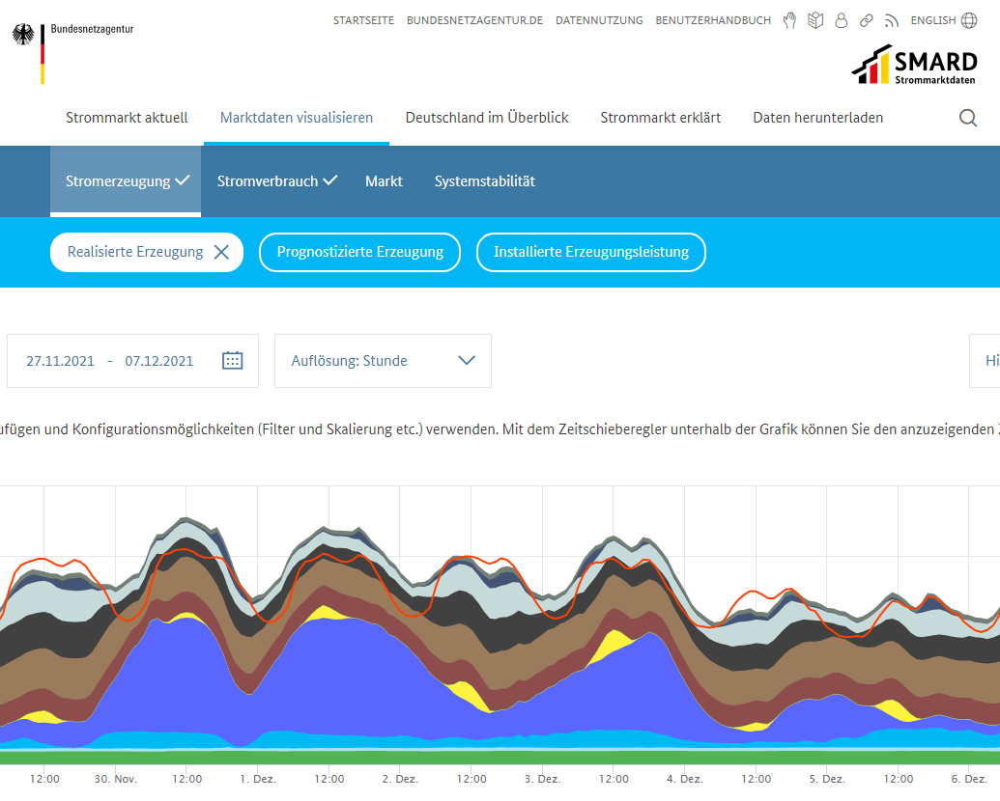 Bundesnetzagentur
STARTSEITE BUNDESNETZAGENTUR.DE DATENNUTZUNG BENUTZERHANDBUCH ENGLISH
SMARD
Strommarktdaten
Strommarkt aktuell Marktdaten visualisieren Deutschland im Überblick Strommarkt erklärt Daten herunterladen
Stromerzeugung Stromverbrauch Markt Systemstabilität
Realisierte Erzeugung Prognostizierte Erzeugung Installierte Erzeugungsleistung
27.11.2021 - 07.12.2021 Auflösung: Stunde Hi
ufügen und Konfigurationsmöglichkeiten (Filter und Skalierung etc.) verwenden. Mit dem Zeitschieberegler unterhalb der Grafik können Sie den anzuzeigenden
12:00 30. Nov. 12:00 1. Dez. 12:00 2. Dez. 12:00 3. Dez. 12:00 4. Dez. 12:00 5. Dez. 12:00 6. Dez.